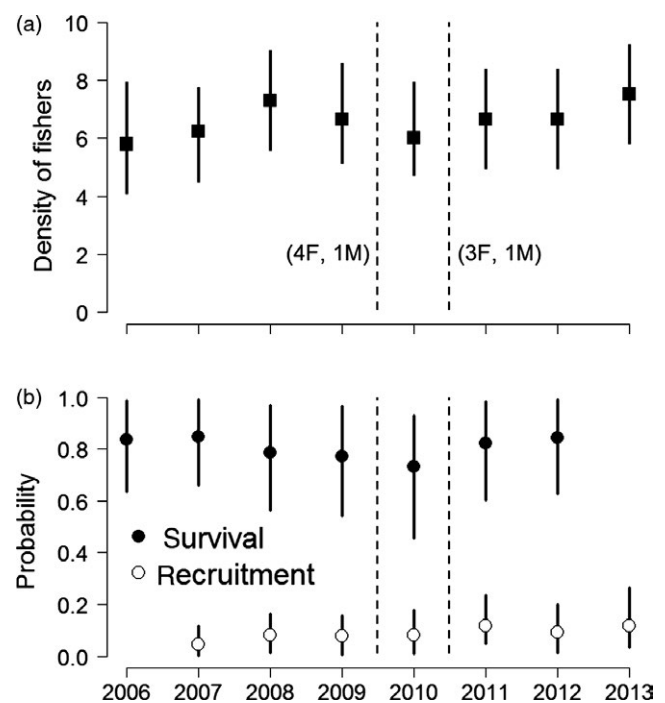 (a)
10
8
6
4
2
0
Density of fishers
(4F, 1M)
(3F, 1M)
(b)
1.0
0.8
0.6
0.4
0.2
0.0
Probability
Survival
Recruitment
2006 2007 2008 2009 2010 2011 2012 2013